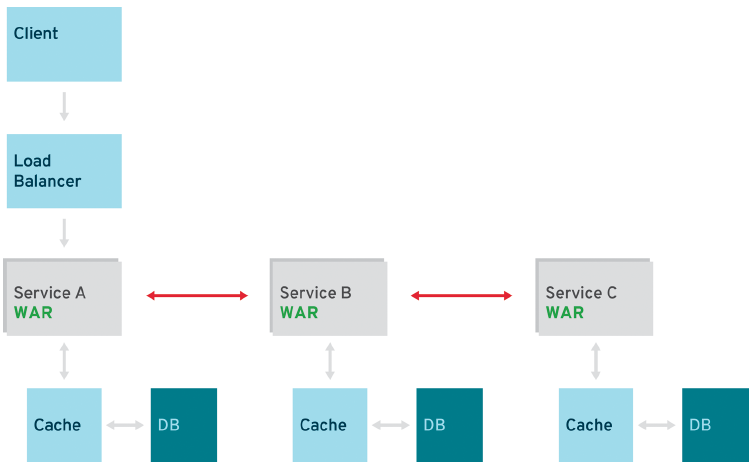 Client
Load
Balancer
Service A
WAR
Service B
WAR
Service C
WAR
Cache
DB
Cache
DB
Cache
DB